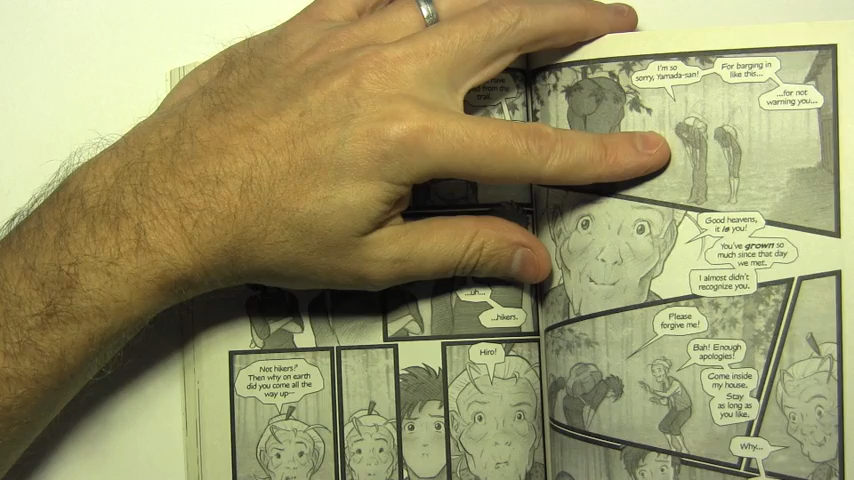 trail.
...uh...
...hikers.
Not hikers?
Then why on earth
did you come all the
way up—
Hiro!
I'm so
sorry, Yamada-san!
For barging in
like this...
...for not
warning you...
Good heavens,
it is you!
You've grown so
much since that day
we met.
I almost didn't
recognize you.
Please
forgive me!
Bah! Enough
apologies!
Come inside
my house.
Stay
as long as
you like.
Why...